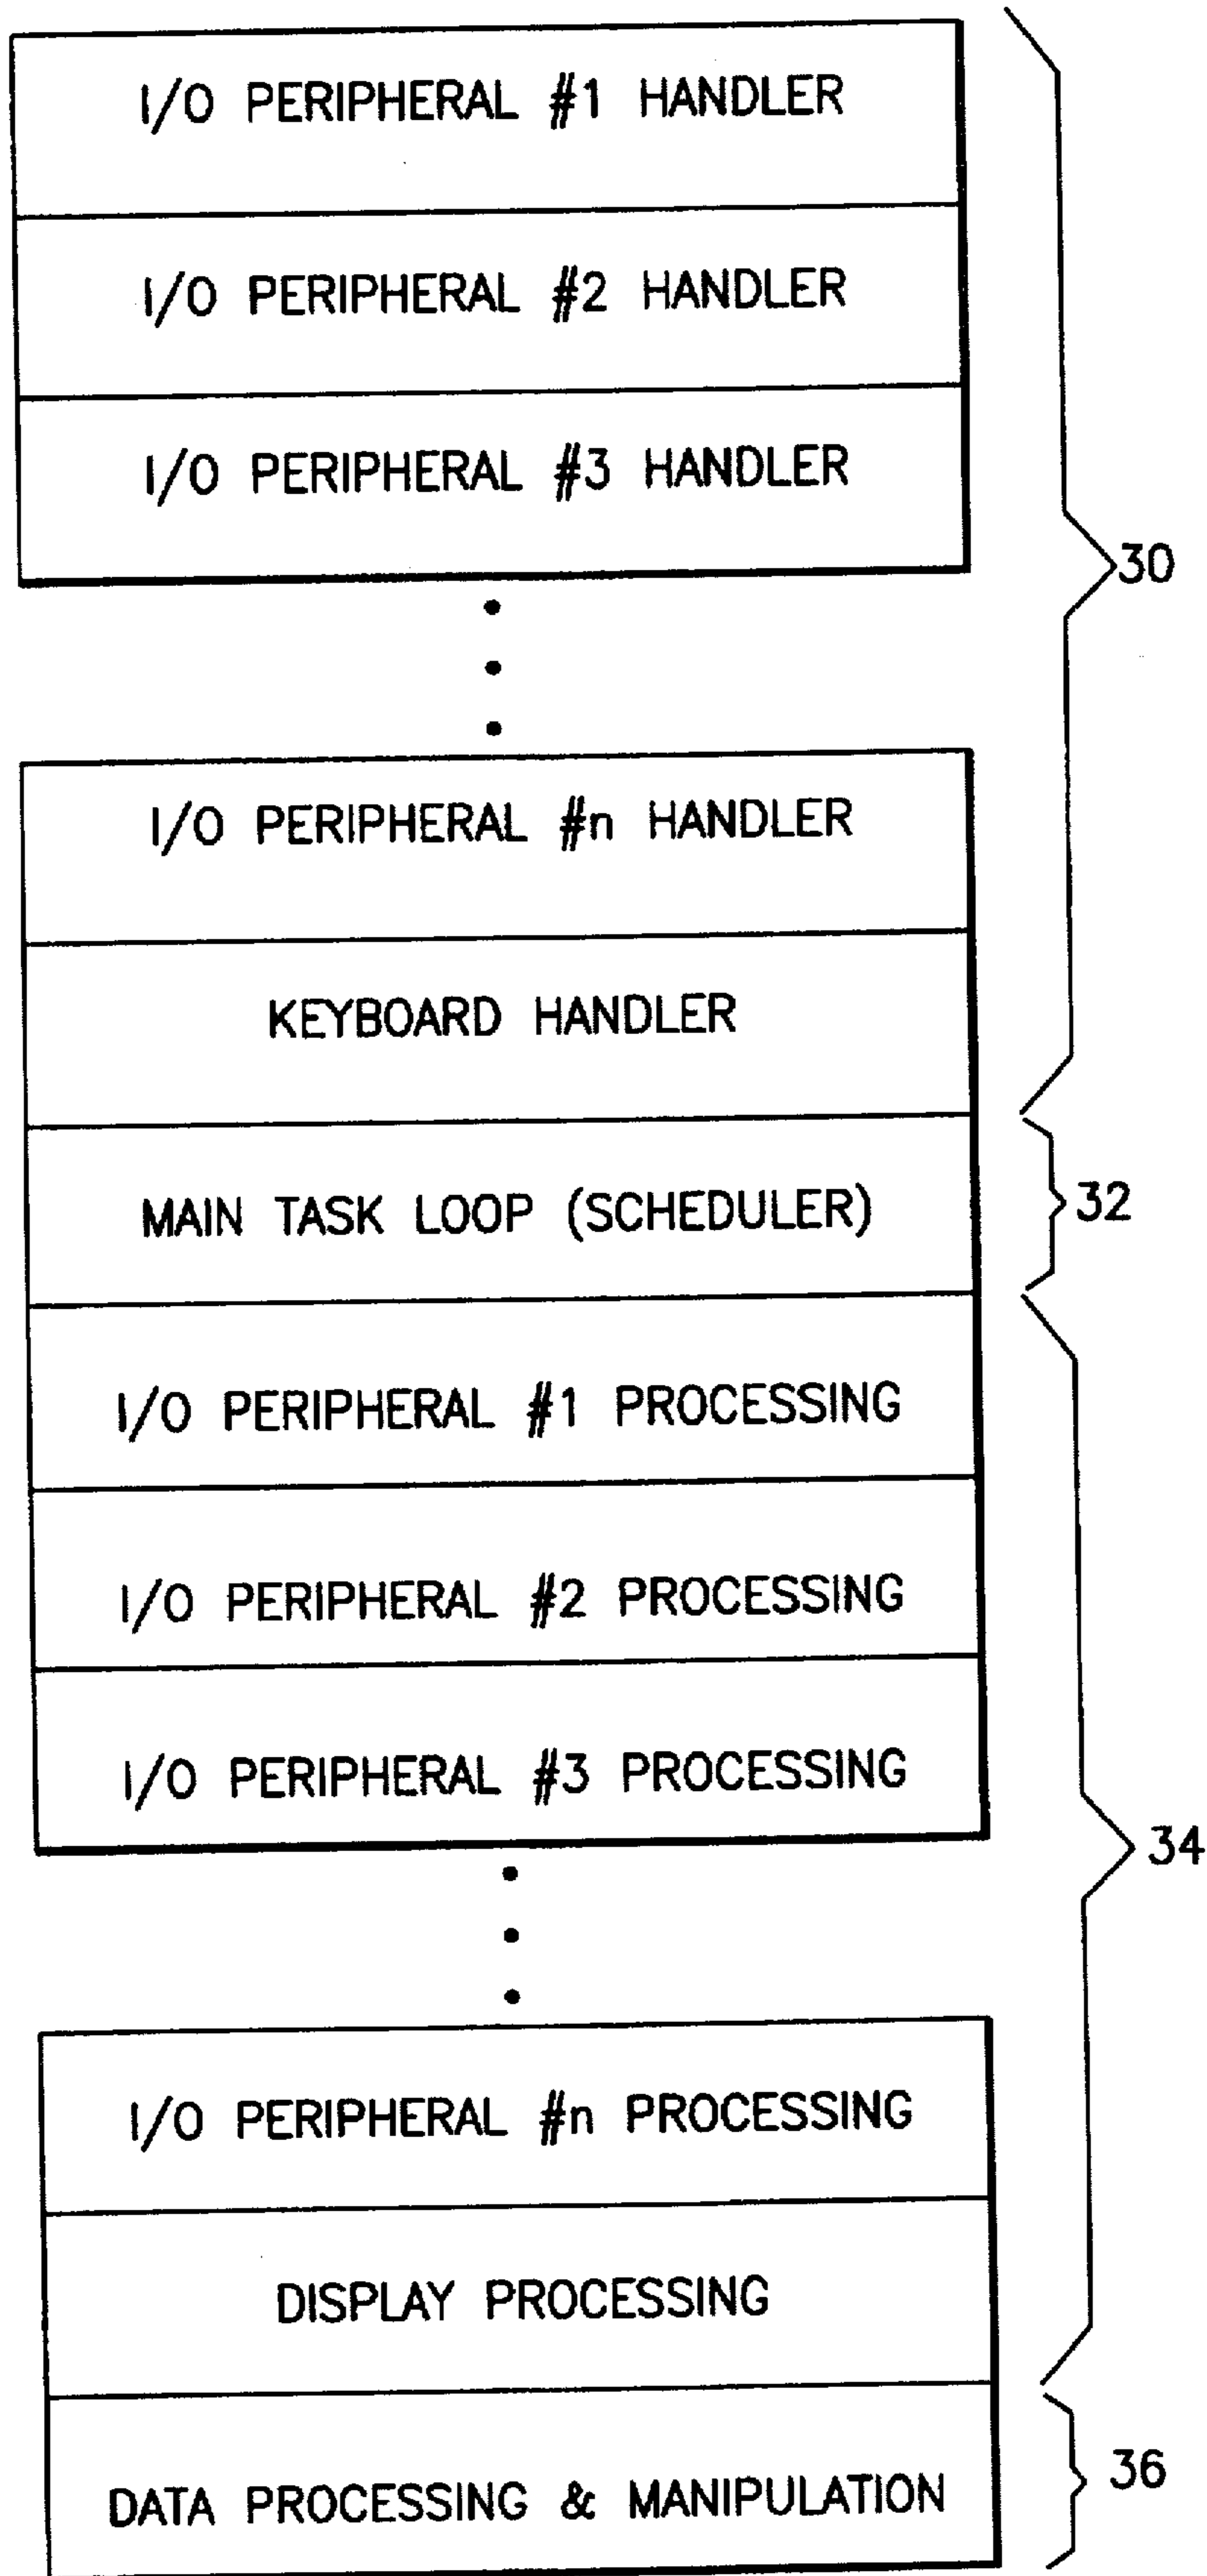 I/O PERIPHERAL #1 HANDLER
I/O PERIPHERAL #2 HANDLER
I/O PERIPHERAL #3 HANDLER
30
I/O PERIPHERAL #n HANDLER
KEYBOARD HANDLER
MAIN TASK LOOP (SCHEDULER)
32
I/O PERIPHERAL #1 PROCESSING
I/O PERIPHERAL #2 PROCESSING
I/O PERIPHERAL #3 PROCESSING
34
I/O PERIPHERAL #n PROCESSING
DISPLAY PROCESSING
DATA PROCESSING & MANIPULATION
36